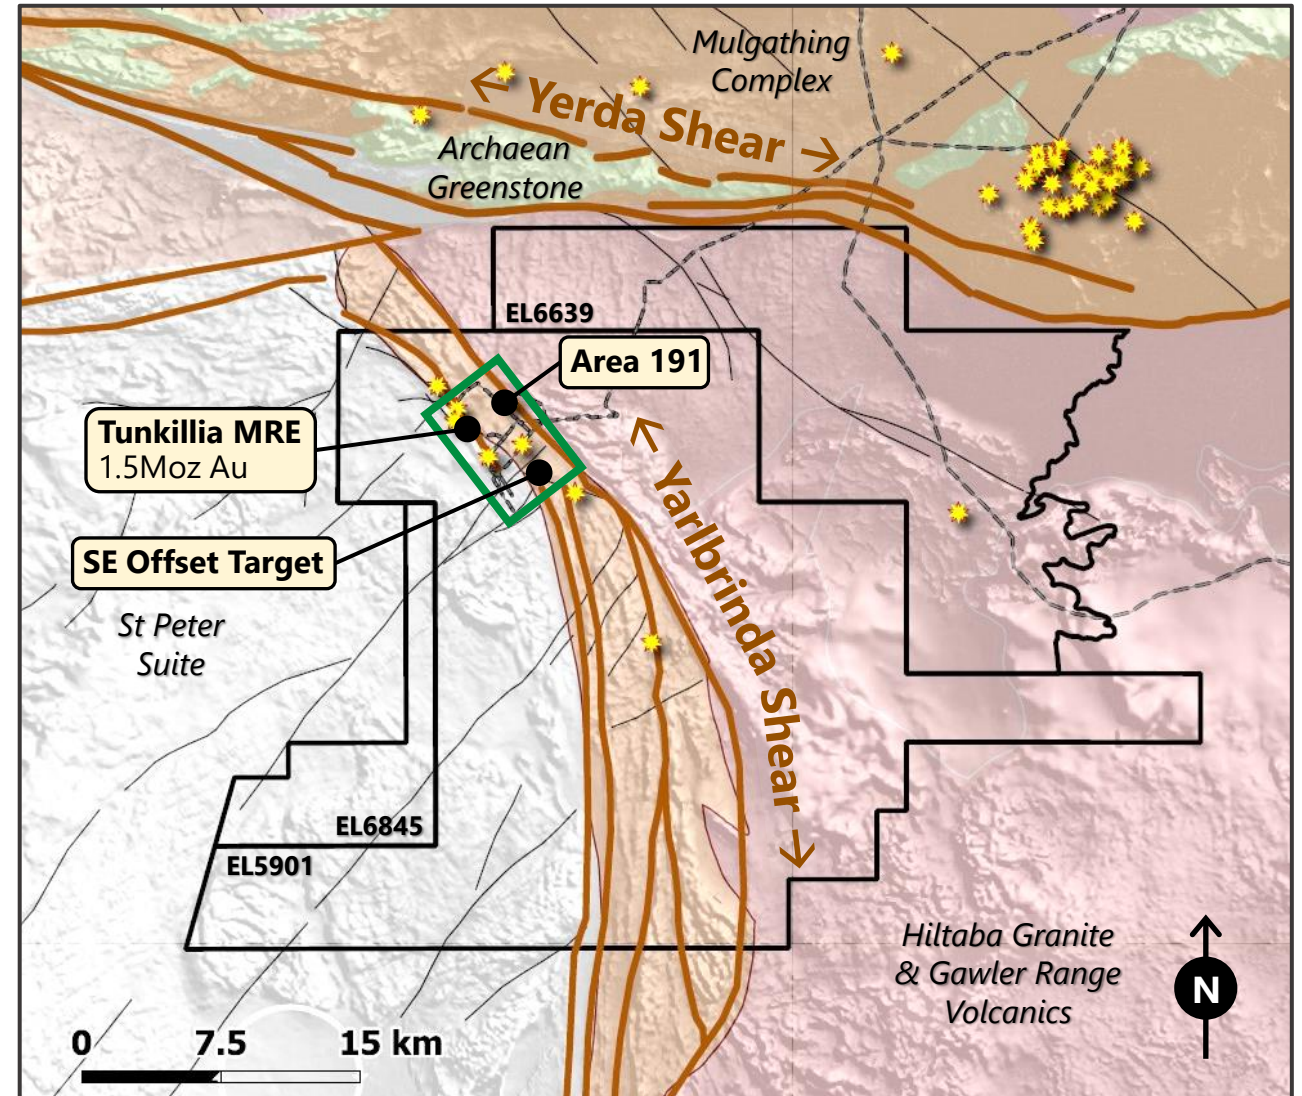 Mulgathing
Complex
← Yerda Shear →
Archaean
Greenstone
EL6639
Area 191
Tunkillia MRE
1.5Moz Au
← Yarlbrinda Shear →
SE Offset Target
St Peter
Suite
EL6845
EL5901
Hiltaba Granite
& Gawler Range
Volcanics
N
0 7.5 15 km